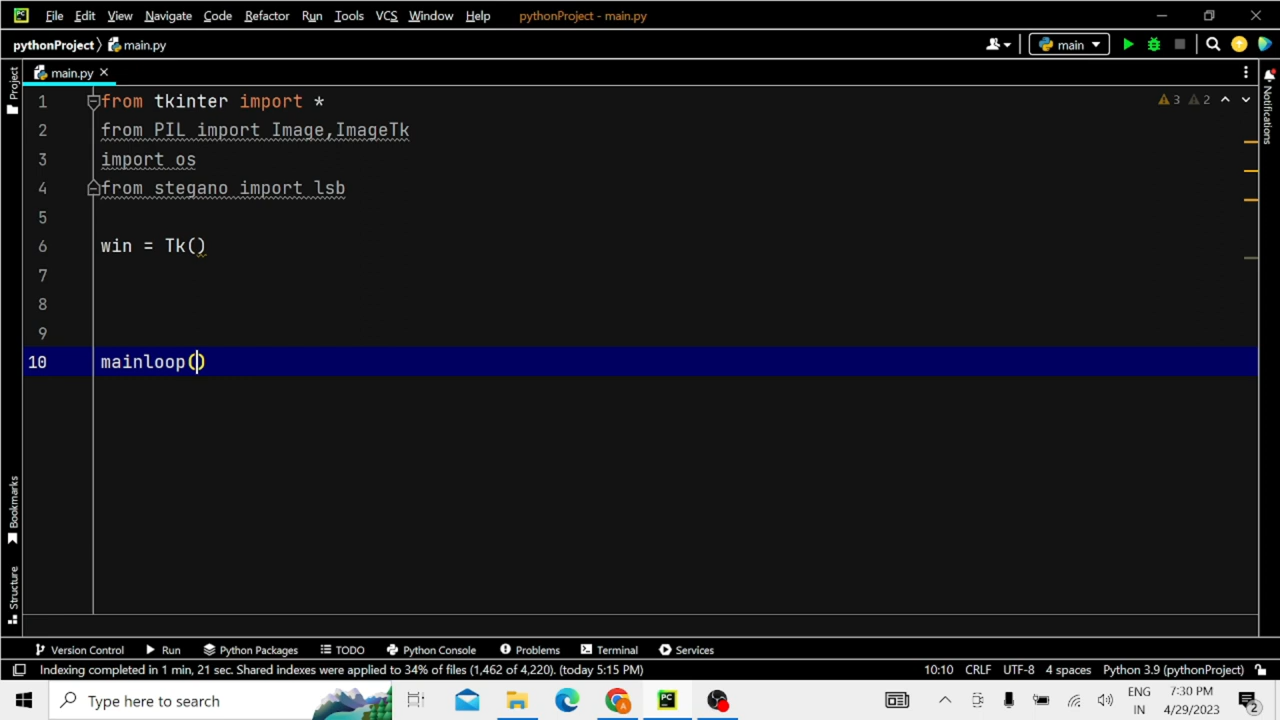 PC File Edit View Navigate Code Refactor Run Tools VCS Window Help pythonProject - main.py
pythonProject main.py main
Project main.py Notifications
1 from tkinter import * 3 2
2 from PIL import Image,ImageTk
3 import os
4 from stegano import lsb
5
6 win = Tk()
7
8
9
10 mainloop()
Bookmarks
Structure
Version Control Run Python Packages TODO Python Console Problems Terminal Services
Indexing completed in 1 min, 21 sec. Shared indexes were applied to 34% of files (1,462 of 4,220). (today 5:15 PM) 10:10 CRLF UTF-8 4 spaces Python 3.9 (pythonProject)
Type here to search PC ENG 7:30 PM
IN 4/29/2023 2